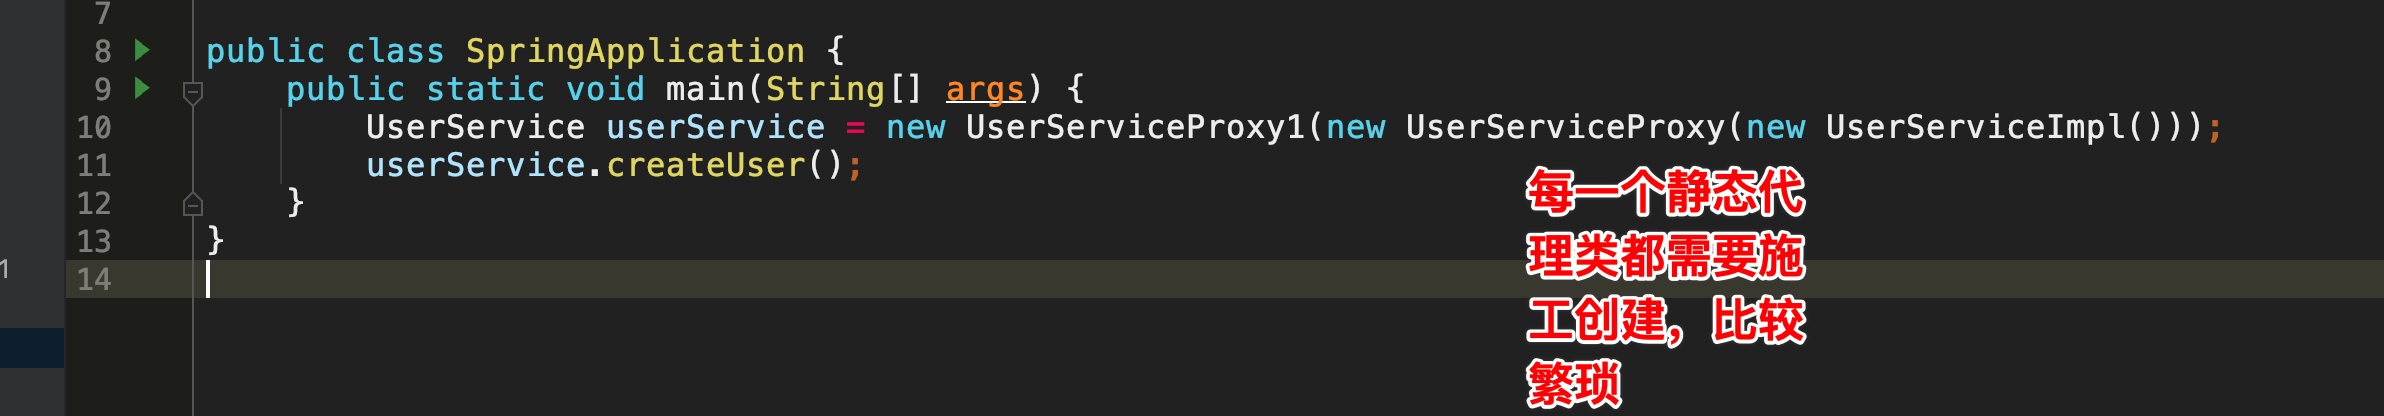 7
8 public class SpringApplication {
9 public static void main(String[] args) {
10 UserService userService = new UserServiceProxy1(new UserServiceProxy(new UserServiceImpl()));
11 userService.createUser();
12 }
13 }
14
1
每一个静态代
理类都需要施
工创建，比较
繁琐